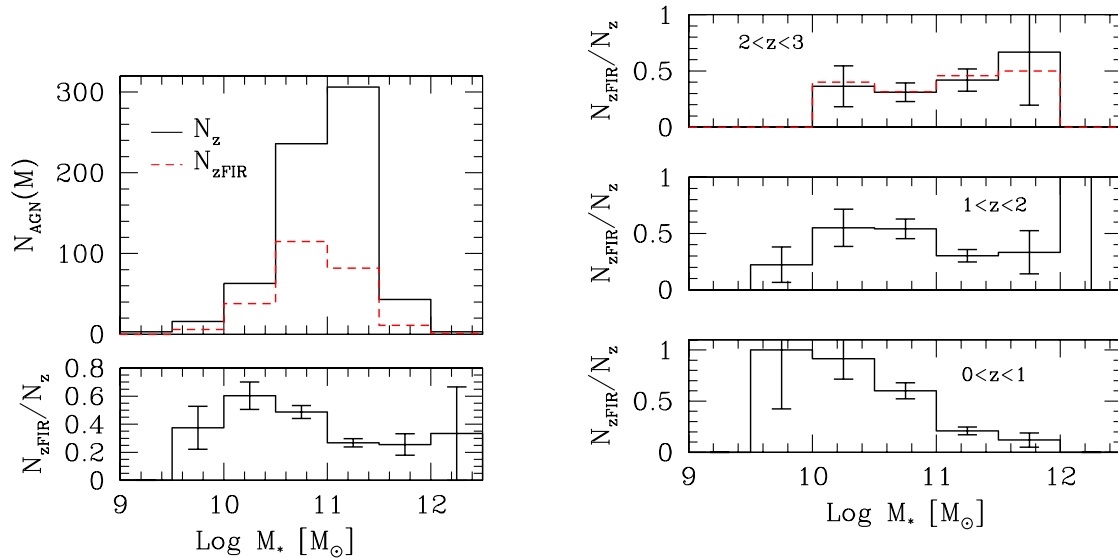 300
200
100
0
N_AGN(M)
N_z
N_zFIR
0.8
0.6
0.4
0.2
0
N_zFIR/N_z
9 10 11 12
Log M_* [M_⊙]
1
0.5
0
N_zFIR/N_z
2<z<3
1
0.5
0
N_zFIR/N_z
1<z<2
1
0.5
0
N_zFIR/N_z
0<z<1
9 10 11 12
Log M_* [M_⊙]